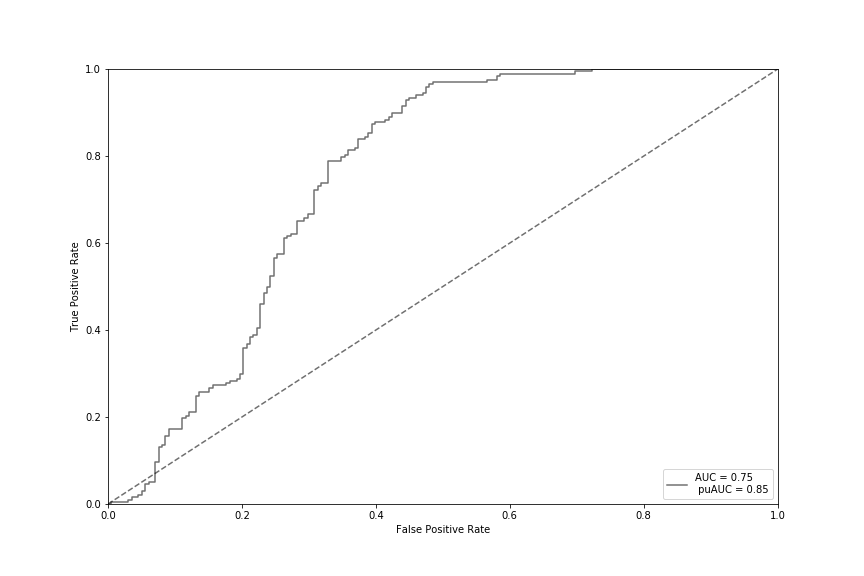 1.0
0.8
0.6
0.4
0.2
0.0
True Positive Rate
0.0 0.2 0.4 0.6 0.8 1.0
False Positive Rate
AUC = 0.75
puAUC = 0.85